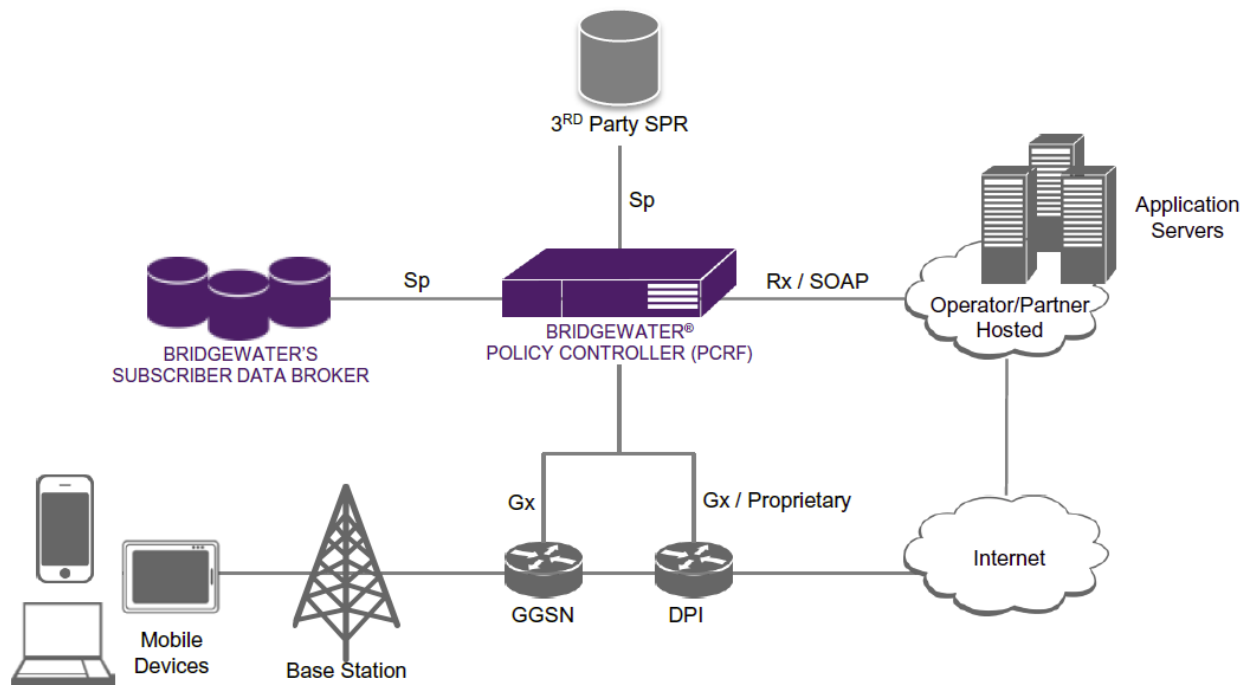 3RD Party SPR
Sp
Application
Servers
Sp
Rx / SOAP
Operator/Partner
Hosted
BRIDGEWATER®
POLICY CONTROLLER (PCRF)
BRIDGEWATER'S
SUBSCRIBER DATA BROKER
Gx
Gx / Proprietary
Internet
GGSN
DPI
Mobile
Devices
Base Station